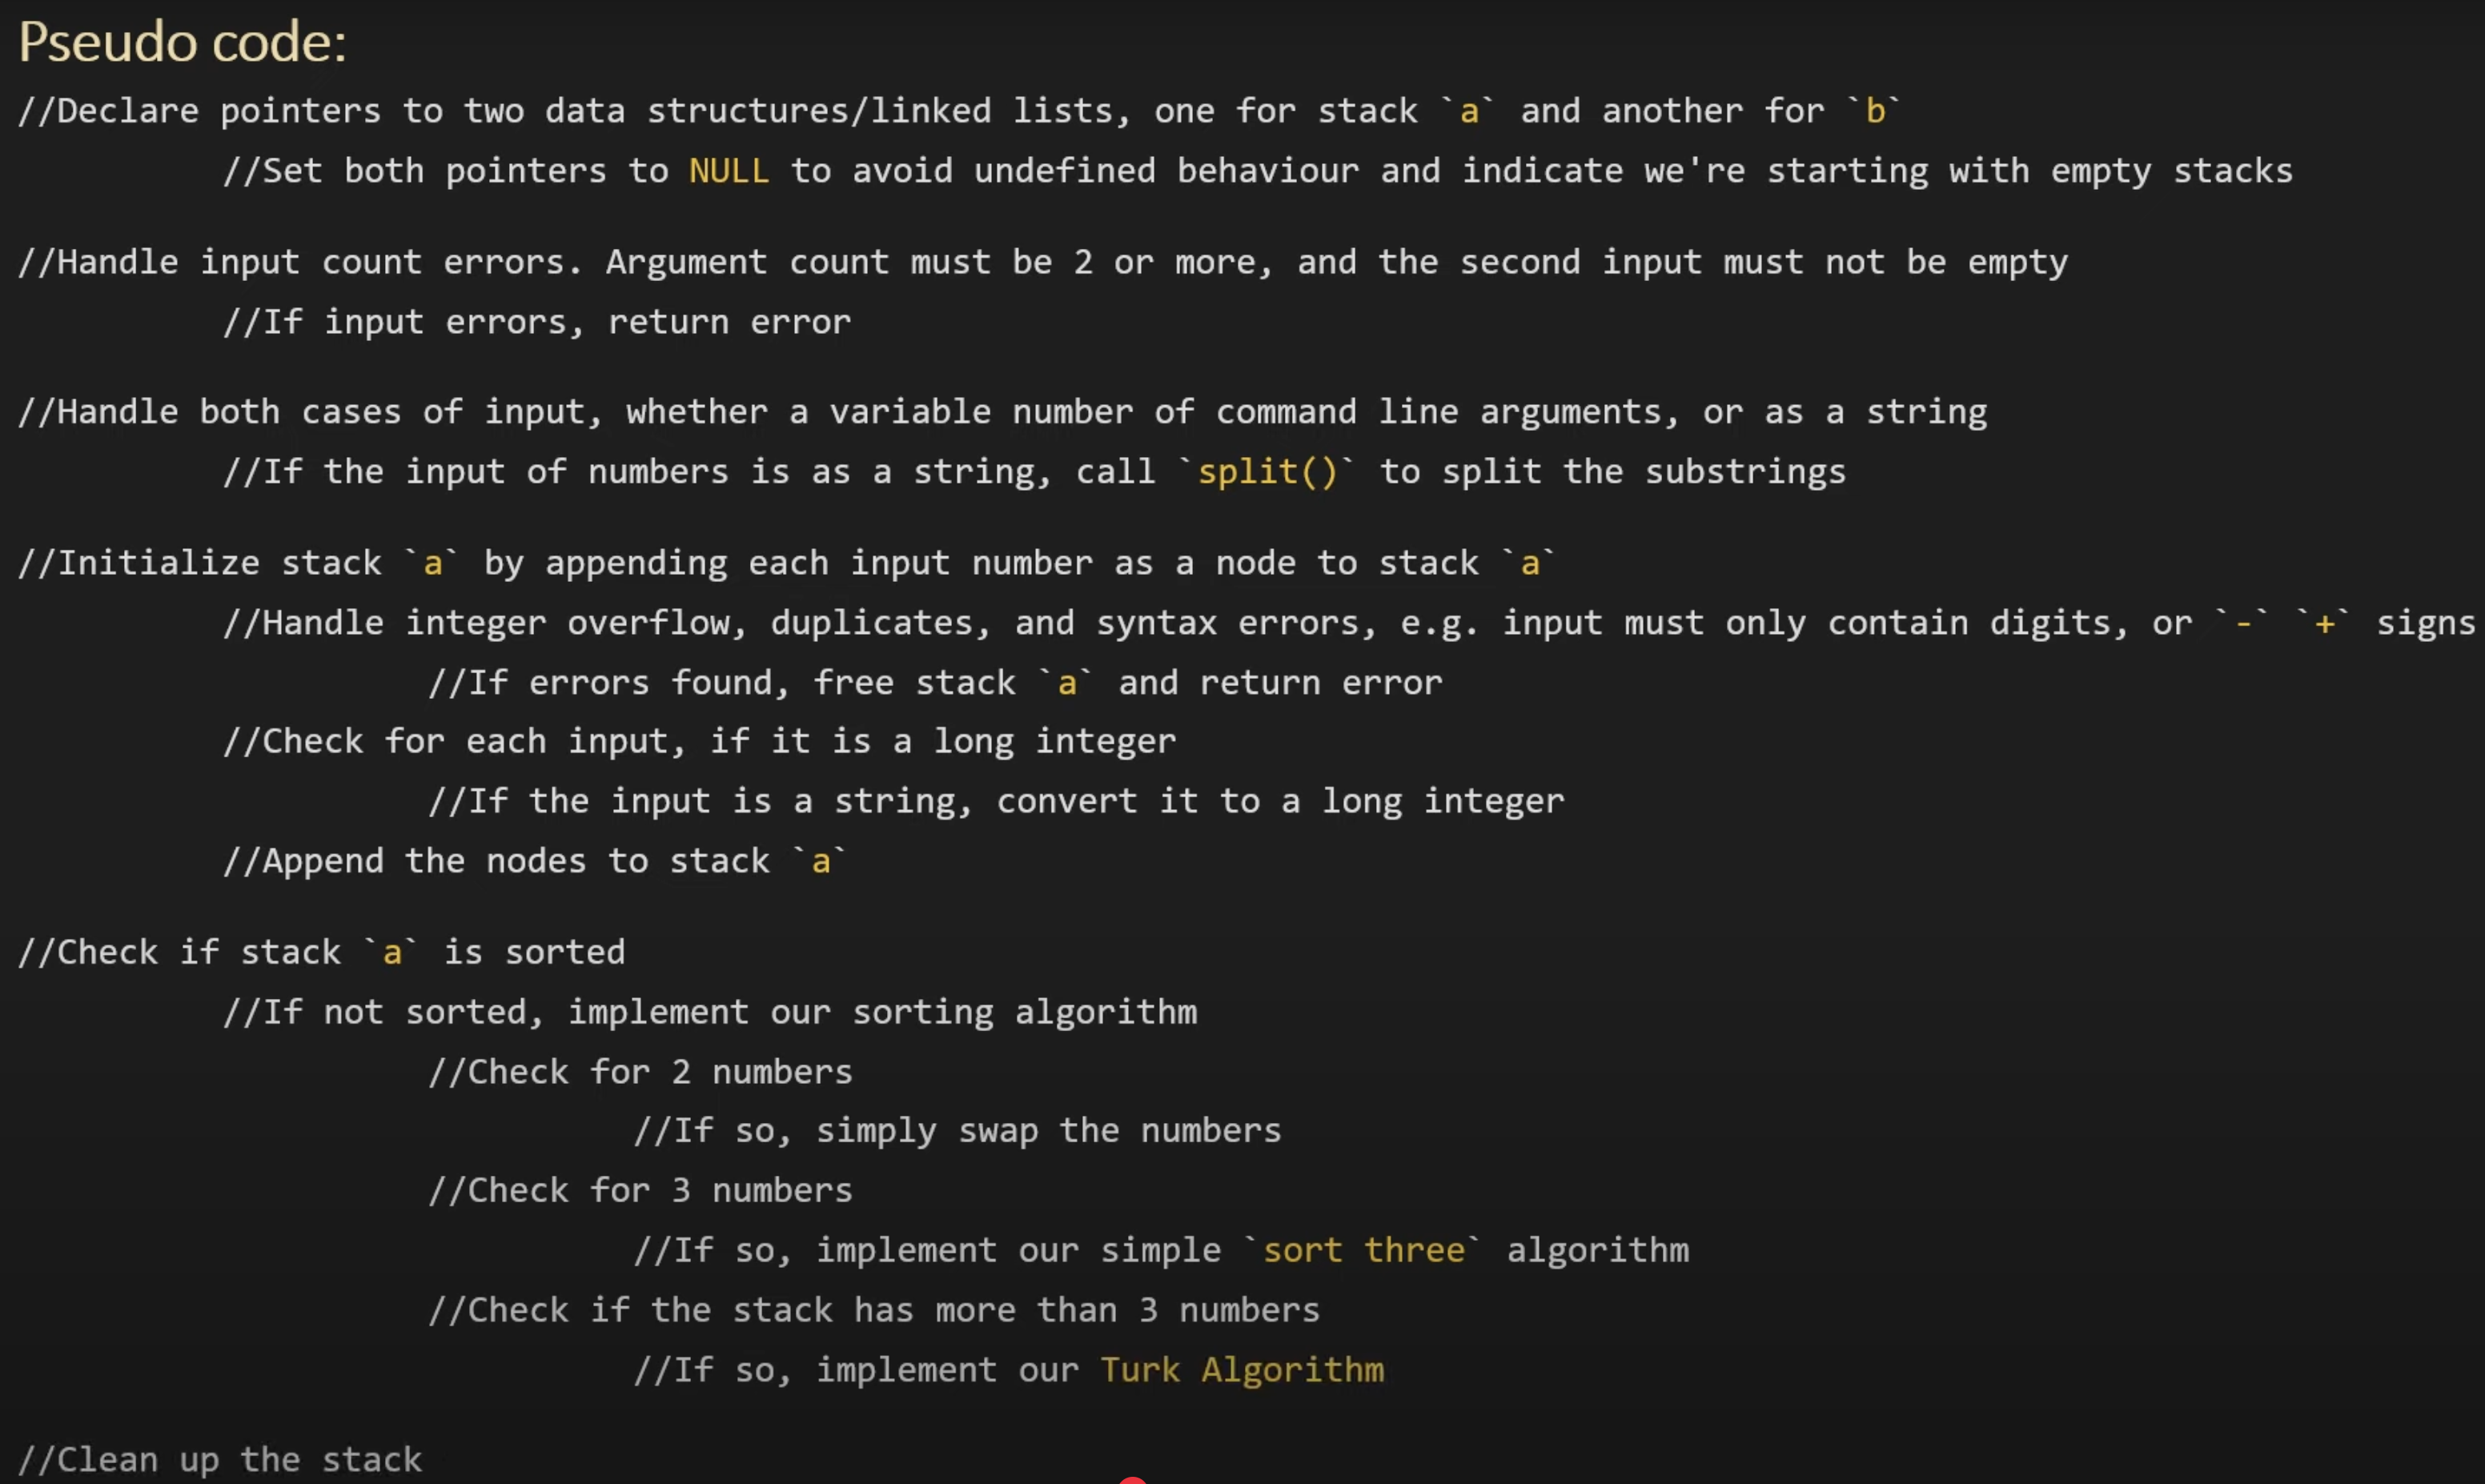 Pseudo code:
//Declare pointers to two data structures/linked lists, one for stack `a` and another for `b`
//Set both pointers to NULL to avoid undefined behaviour and indicate we're starting with empty stacks
//Handle input count errors. Argument count must be 2 or more, and the second input must not be empty
//If input errors, return error
//Handle both cases of input, whether a variable number of command line arguments, or as a string
//If the input of numbers is as a string, call `split()` to split the substrings
//Initialize stack `a` by appending each input number as a node to stack `a`
//Handle integer overflow, duplicates, and syntax errors, e.g. input must only contain digits, or `-` `+` signs
//If errors found, free stack `a` and return error
//Check for each input, if it is a long integer
//If the input is a string, convert it to a long integer
//Append the nodes to stack `a`
//Check if stack `a` is sorted
//If not sorted, implement our sorting algorithm
//Check for 2 numbers
//If so, simply swap the numbers
//Check for 3 numbers
//If so, implement our simple `sort three` algorithm
//Check if the stack has more than 3 numbers
//If so, implement our Turk Algorithm
//Clean up the stack